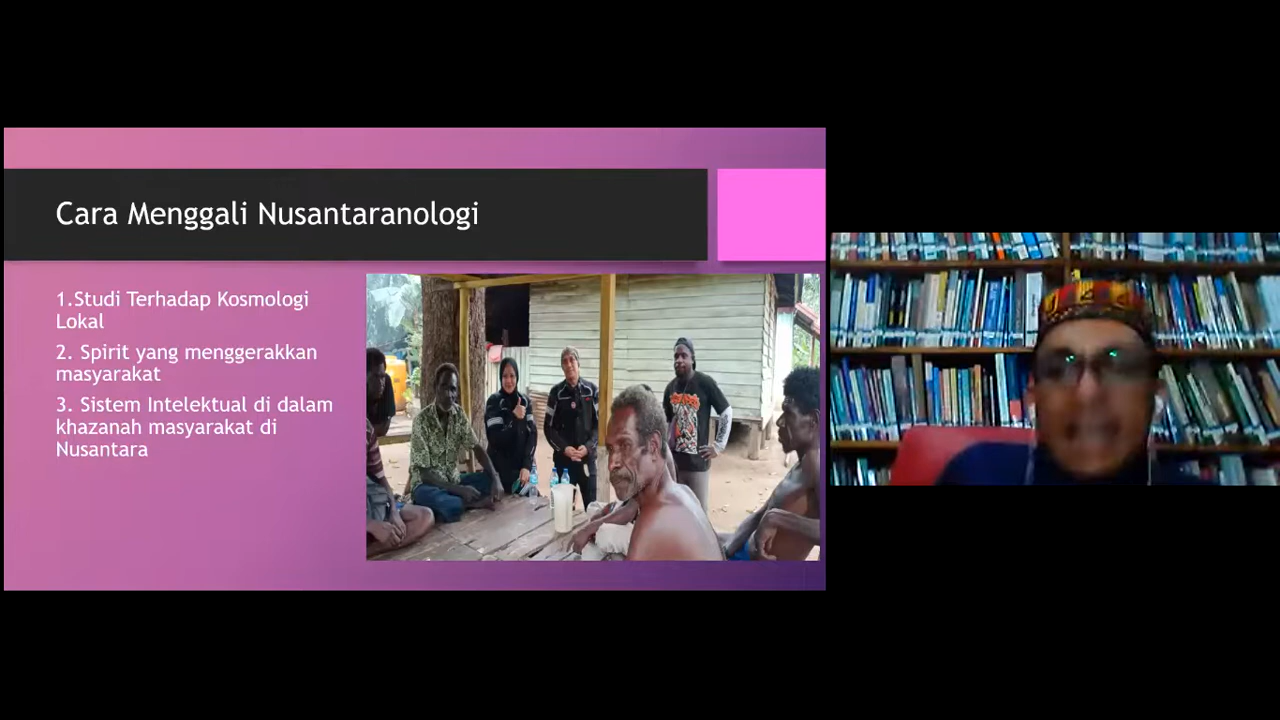 Cara Menggali Nusantaranologi
1.Studi Terhadap Kosmologi
Lokal
2. Spirit yang menggerakkan
masyarakat
3. Sistem Intelektual di dalam
khazanah masyarakat di
Nusantara